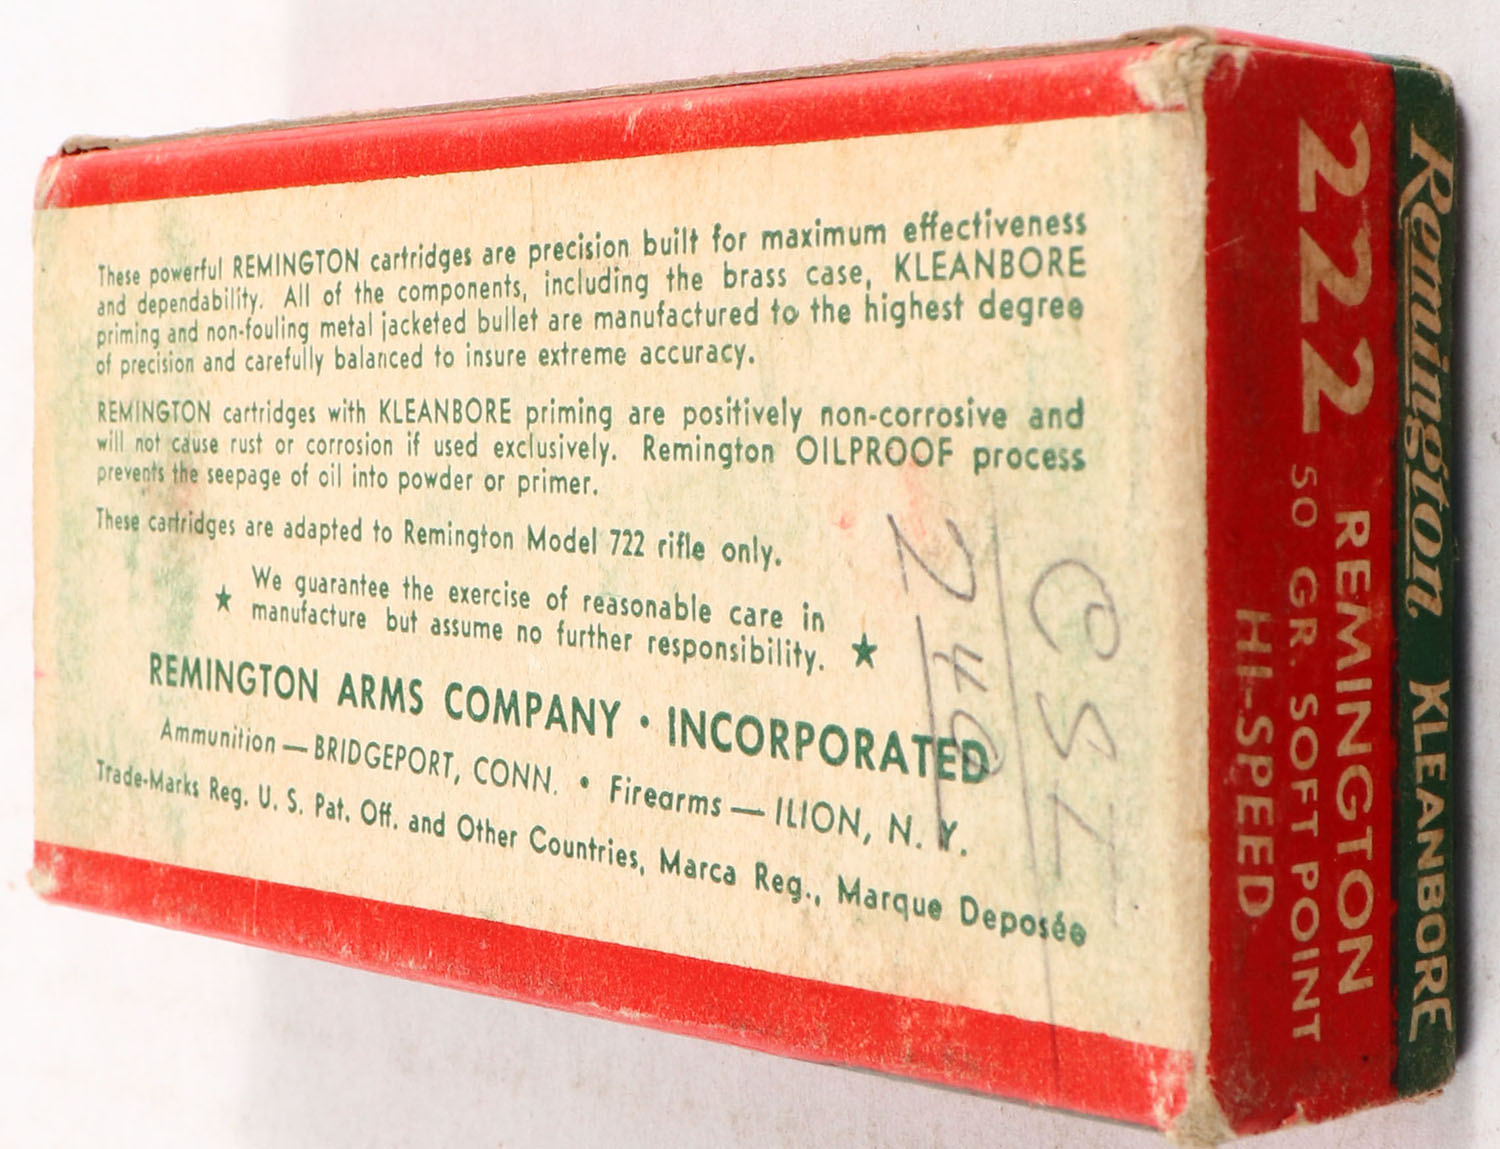 These powerful REMINGTON cartridges are precision built for maximum effectiveness
and dependability. All of the components, including the brass case, KLEANBORE
priming and non-fouling metal jacketed bullet are manufactured to the highest degree
of precision and carefully balanced to insure extreme accuracy.
REMINGTON cartridges with KLEANBORE priming are positively non-corrosive and
will not cause rust or corrosion if used exclusively. Remington OILPROOF process
prevents the seepage of oil into powder or primer.
These cartridges are adapted to Remington Model 722 rifle only.
★ We guarantee the exercise of reasonable care in
manufacture but assume no further responsibility. ★
REMINGTON ARMS COMPANY • INCORPORATED
Ammunition — BRIDGEPORT, CONN. • Firearms — ILION, N. Y.
Trade-Marks Reg. U. S. Pat. Off. and Other Countries, Marca Reg., Marque Deposée
249
Remington KLEANBORE
222 REMINGTON
50 GR. SOFT POINT
HI-SPEED